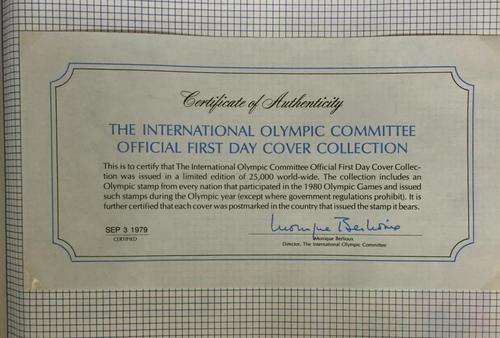 Certificate of Authenticity
THE INTERNATIONAL OLYMPIC COMMITTEE
OFFICIAL FIRST DAY COVER COLLECTION
This is to certify that The International Olympic Committee Official First Day Cover Collec-
tion was issued in a limited edition of 25,000 world-wide. The collection includes an
Olympic stamp from every nation that participated in the 1980 Olympic Games and issued
such stamps during the Olympic year (except where government regulations prohibit). It is
further certified that each cover was postmarked in the country that issued the stamp it bears.
Monique Berlioux
SEP 3 1979
CERTIFIED
Monique Berlioux
Director, The International Olympic Committee